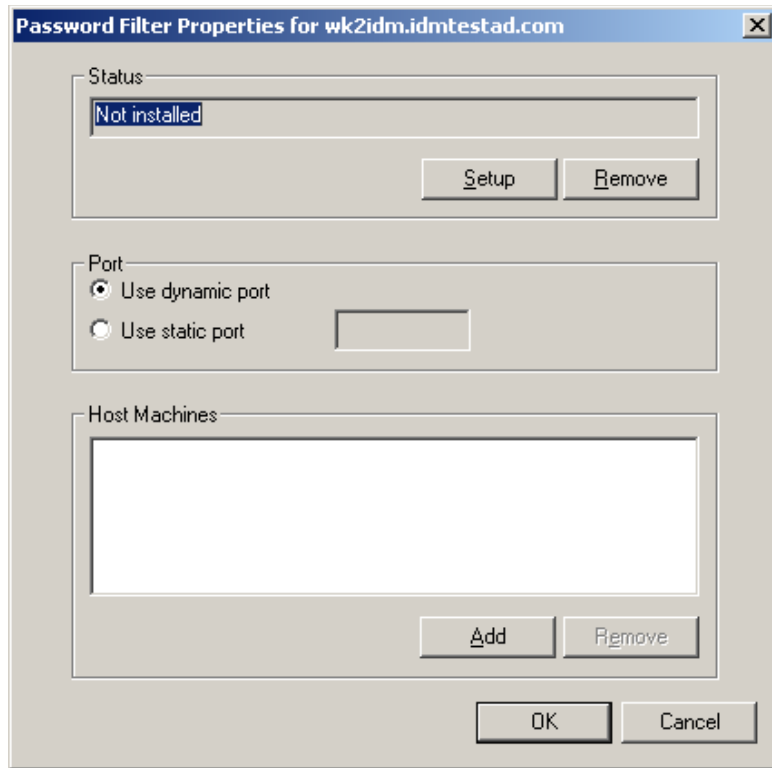 Password Filter Properties for wk2idm.idmtestad.com
Status
Not installed
Setup Remove
Port
Use dynamic port
Use static port
Host Machines
Add Remove
OK Cancel